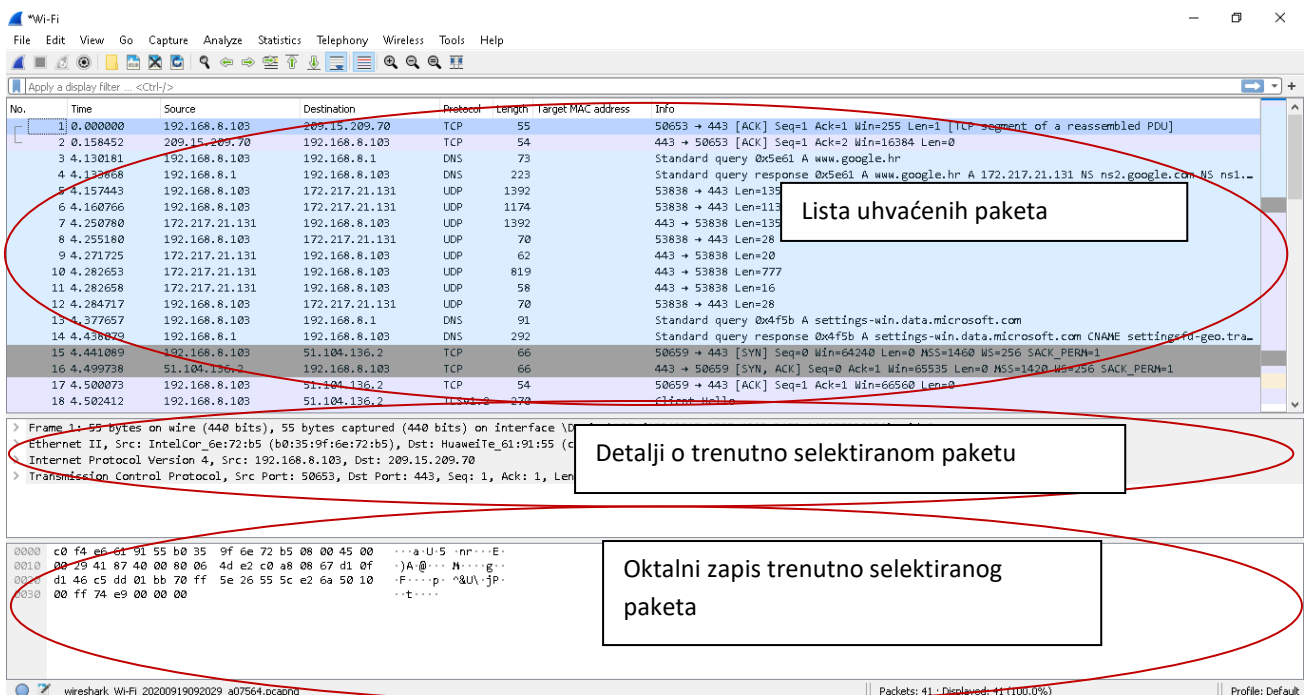 *Wi-Fi
File Edit View Go Capture Analyze Statistics Telephony Wireless Tools Help
Apply a display filter ... <Ctrl-/>
No. Time Source Destination Protocol Length Target MAC address Info
1 0.000000 192.168.8.103 209.15.209.70 TCP 55 50653 → 443 [ACK] Seq=1 Ack=1 Win=255 Len=1 [TCP segment of a reassembled PDU]
2 0.158452 209.15.209.70 192.168.8.103 TCP 54 443 → 50653 [ACK] Seq=1 Ack=2 Win=16384 Len=0
3 4.130181 192.168.8.103 192.168.8.1 DNS 73 Standard query 0x5e61 A www.google.hr
4 4.133868 192.168.8.1 192.168.8.103 DNS 223 Standard query response 0x5e61 A www.google.hr A 172.217.21.131 NS ns2.google.com NS ns1.…
5 4.157443 192.168.8.103 172.217.21.131 UDP 1392 53838 → 443 Len=135
6 4.160766 192.168.8.103 172.217.21.131 UDP 1174 53838 → 443 Len=113
7 4.250780 172.217.21.131 192.168.8.103 UDP 1392 443 → 53838 Len=135
8 4.255180 192.168.8.103 172.217.21.131 UDP 70 53838 → 443 Len=28
9 4.271725 172.217.21.131 192.168.8.103 UDP 62 443 → 53838 Len=20
10 4.282653 172.217.21.131 192.168.8.103 UDP 819 443 → 53838 Len=777
11 4.282658 172.217.21.131 192.168.8.103 UDP 58 443 → 53838 Len=16
12 4.284717 192.168.8.103 172.217.21.131 UDP 70 53838 → 443 Len=28
13 4.377657 192.168.8.103 192.168.8.1 DNS 91 Standard query 0x4f5b A settings-win.data.microsoft.com
14 4.438079 192.168.8.1 192.168.8.103 DNS 292 Standard query response 0x4f5b A settings-win.data.microsoft.com CNAME settingsfd-geo.tra…
15 4.441089 192.168.8.103 51.104.136.2 TCP 66 50659 → 443 [SYN] Seq=0 Win=64240 Len=0 MSS=1460 WS=256 SACK_PERM=1
16 4.499738 51.104.136.2 192.168.8.103 TCP 66 443 → 50659 [SYN, ACK] Seq=0 Ack=1 Win=65535 Len=0 MSS=1420 WS=256 SACK_PERM=1
17 4.500073 192.168.8.103 51.104.136.2 TCP 54 50659 → 443 [ACK] Seq=1 Ack=1 Win=66560 Len=0
18 4.502412 192.168.8.103 51.104.136.2 TLSv1.2 270 Client Hello
Lista uhvaćenih paketa
Frame 1: 55 bytes on wire (440 bits), 55 bytes captured (440 bits) on interface
Ethernet II, Src: IntelCor_6e:72:b5 (b0:35:9f:6e:72:b5), Dst: HuaweiTe_61:91:55 (c
Internet Protocol Version 4, Src: 192.168.8.103, Dst: 209.15.209.70
Transmission Control Protocol, Src Port: 50653, Dst Port: 443, Seq: 1, Ack: 1, Len
Detalji o trenutno selektiranom paketu
0000 c0 f4 e6 61 91 55 b0 35 9f 6e 72 b5 08 00 45 00 ···a·U·5 ·nr···E·
0010 00 29 41 87 40 00 80 06 4d e2 c0 a8 08 67 d1 0f ·)A·@··· M····g··
0020 d1 46 c5 dd 01 bb 70 ff 5e 26 55 5c e2 6a 50 10 ·F····p· ^&U\·jP·
0030 00 ff 74 e9 00 00 00 ··t····
Oktalni zapis trenutno selektiranog
paketa
wireshark_Wi-Fi_20200919092029_a07564.pcapng Packets: 41 · Displayed: 41 (100.0%) Profile: Default